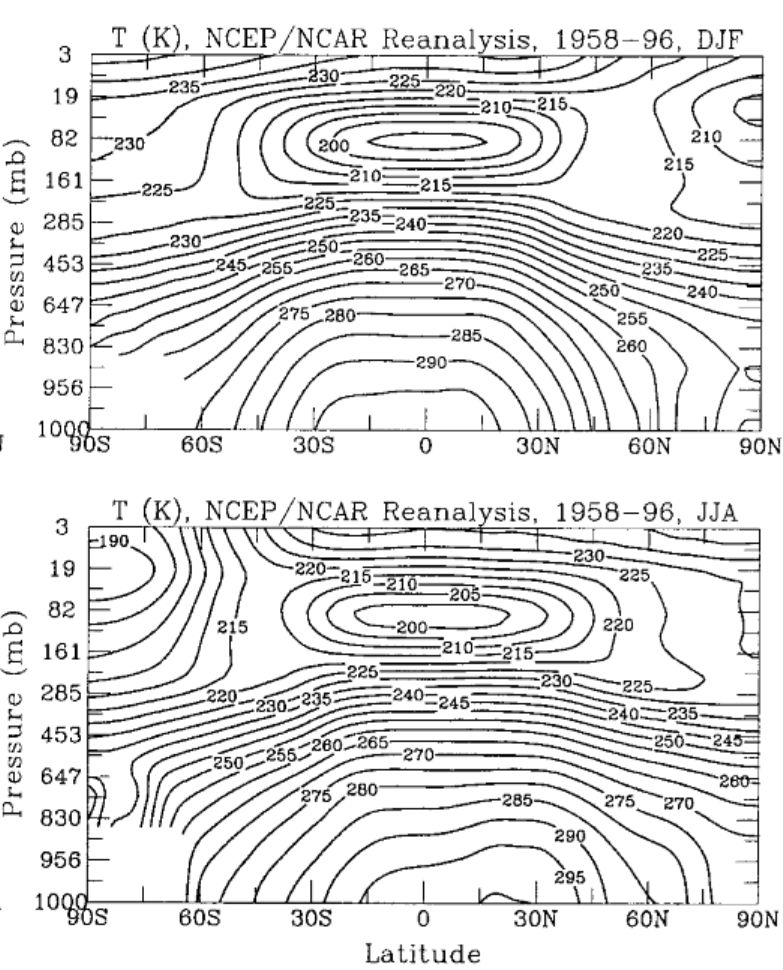 T (K), NCEP/NCAR Reanalysis, 1958-96, DJF
3
19
82
161
285
453
647
830
956
1000
Pressure (mb)
235 230 225 220
210 215
230 200 210
210 215 215
225
225
235 240 220
230 250 225
245 255 260 265 235
270 250 240
275 280 255
285 260
290
90S 60S 30S 0 30N 60N 90N
T (K), NCEP/NCAR Reanalysis, 1958-96, JJA
3
19
82
161
285
453
647
830
956
1000
Pressure (mb)
190 230
220 215 210 225
205
215 200 220
210 215
225 230 225
220 230 235 240 245 240 235
250 255 260 265 270 250 245
260
275 280 285 275 270
290
295
90S 60S 30S 0 30N 60N 90N
Latitude